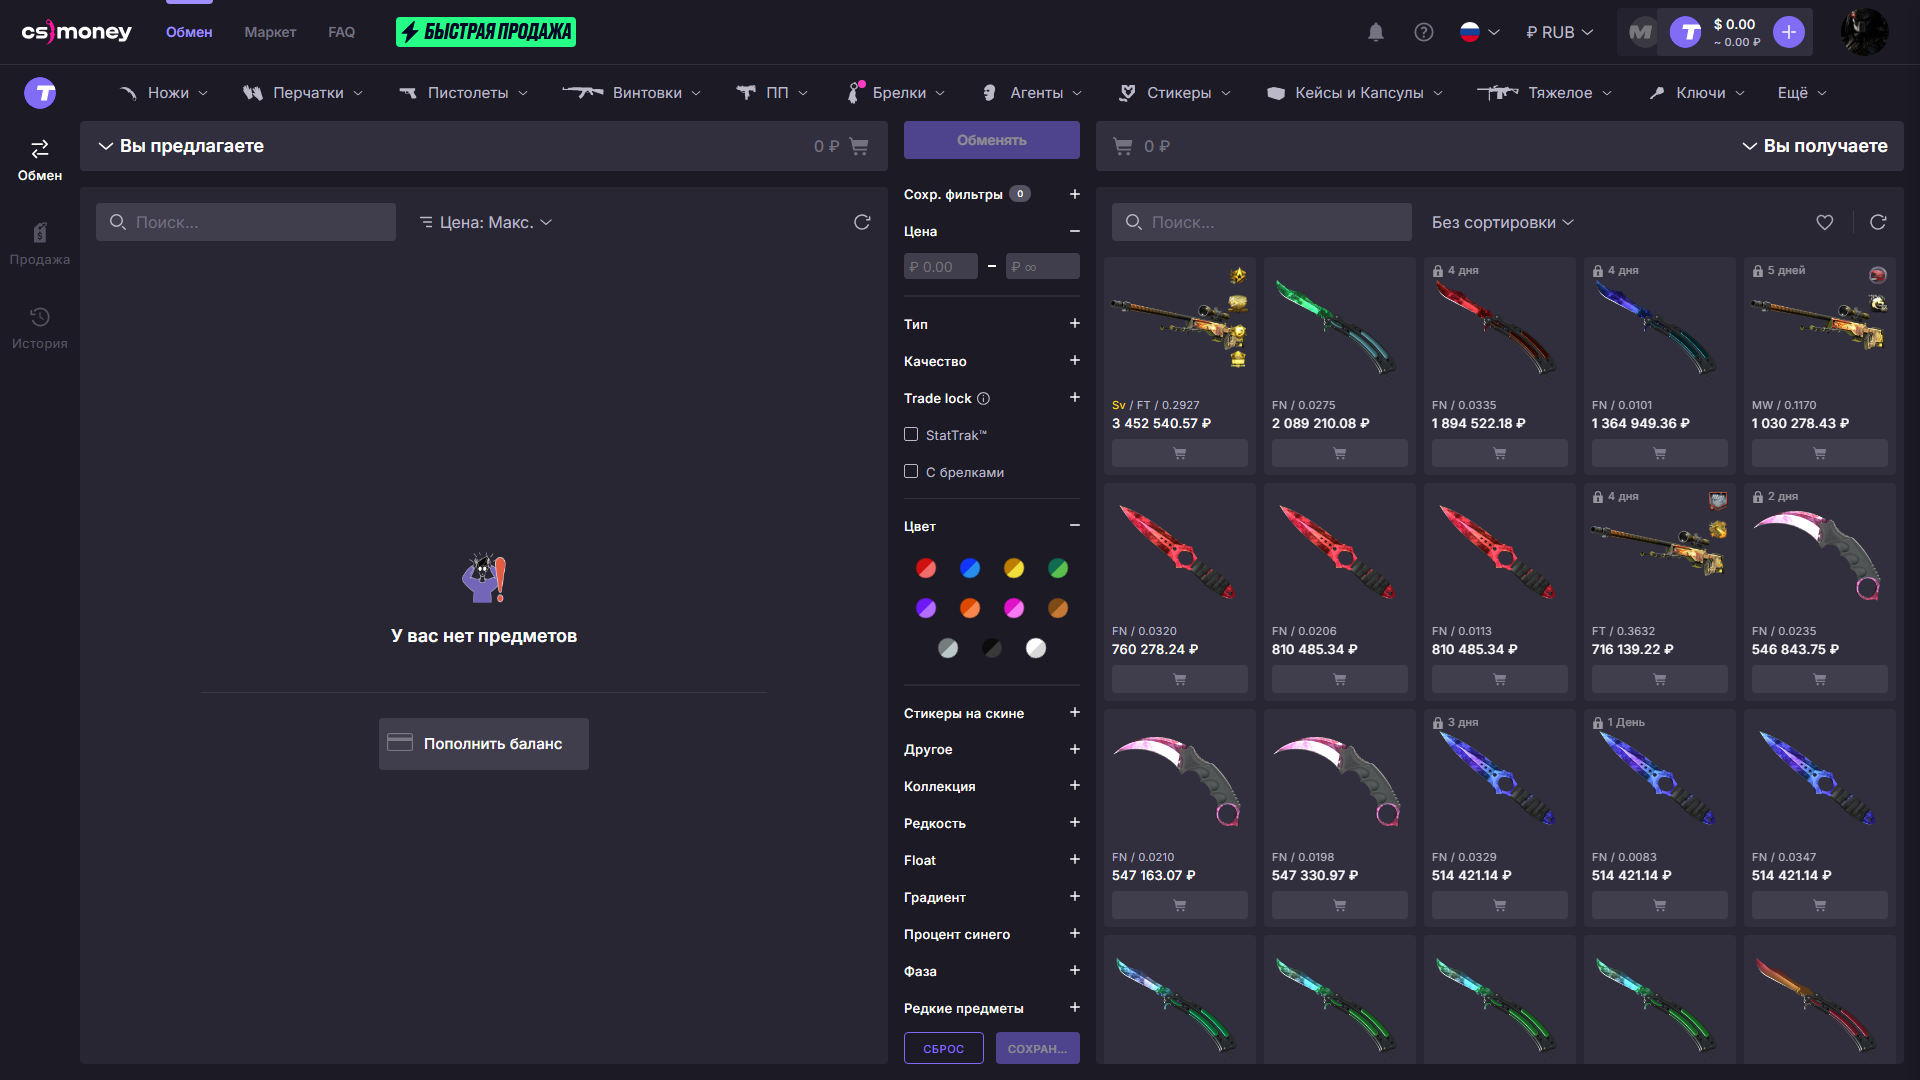 cs money
Обмен
Маркет
FAQ
БЫСТРАЯ ПРОДАЖА
₽ RUB
$ 0.00
~ 0.00 ₽
Ножи
Перчатки
Пистолеты
Винтовки
ПП
Брелки
Агенты
Стикеры
Кейсы и Капсулы
Тяжелое
Ключи
Ещё
Обмен
Продажа
История
Вы предлагаете
0 ₽
Поиск...
Цена: Макс.
У вас нет предметов
Пополнить баланс
Обменять
Сохр. фильтры 0
Цена
₽ 0.00 – ₽ ∞
Тип
Качество
Trade lock
StatTrak™
С брелками
Цвет
Стикеры на скине
Другое
Коллекция
Редкость
Float
Градиент
Процент синего
Фаза
Редкие предметы
СБРОС
СОХРАН...
0 ₽
Вы получаете
Поиск...
Без сортировки
Sv / FT / 0.2927
3 452 540.57 ₽
FN / 0.0275
2 089 210.08 ₽
4 дня
FN / 0.0335
1 894 522.18 ₽
4 дня
FN / 0.0101
1 364 949.36 ₽
5 дней
MW / 0.1170
1 030 278.43 ₽
FN / 0.0320
760 278.24 ₽
FN / 0.0206
810 485.34 ₽
FN / 0.0113
810 485.34 ₽
4 дня
FT / 0.3632
716 139.22 ₽
2 дня
FN / 0.0235
546 843.75 ₽
FN / 0.0210
547 163.07 ₽
FN / 0.0198
547 330.97 ₽
3 дня
FN / 0.0329
514 421.14 ₽
1 День
FN / 0.0083
514 421.14 ₽
FN / 0.0347
514 421.14 ₽